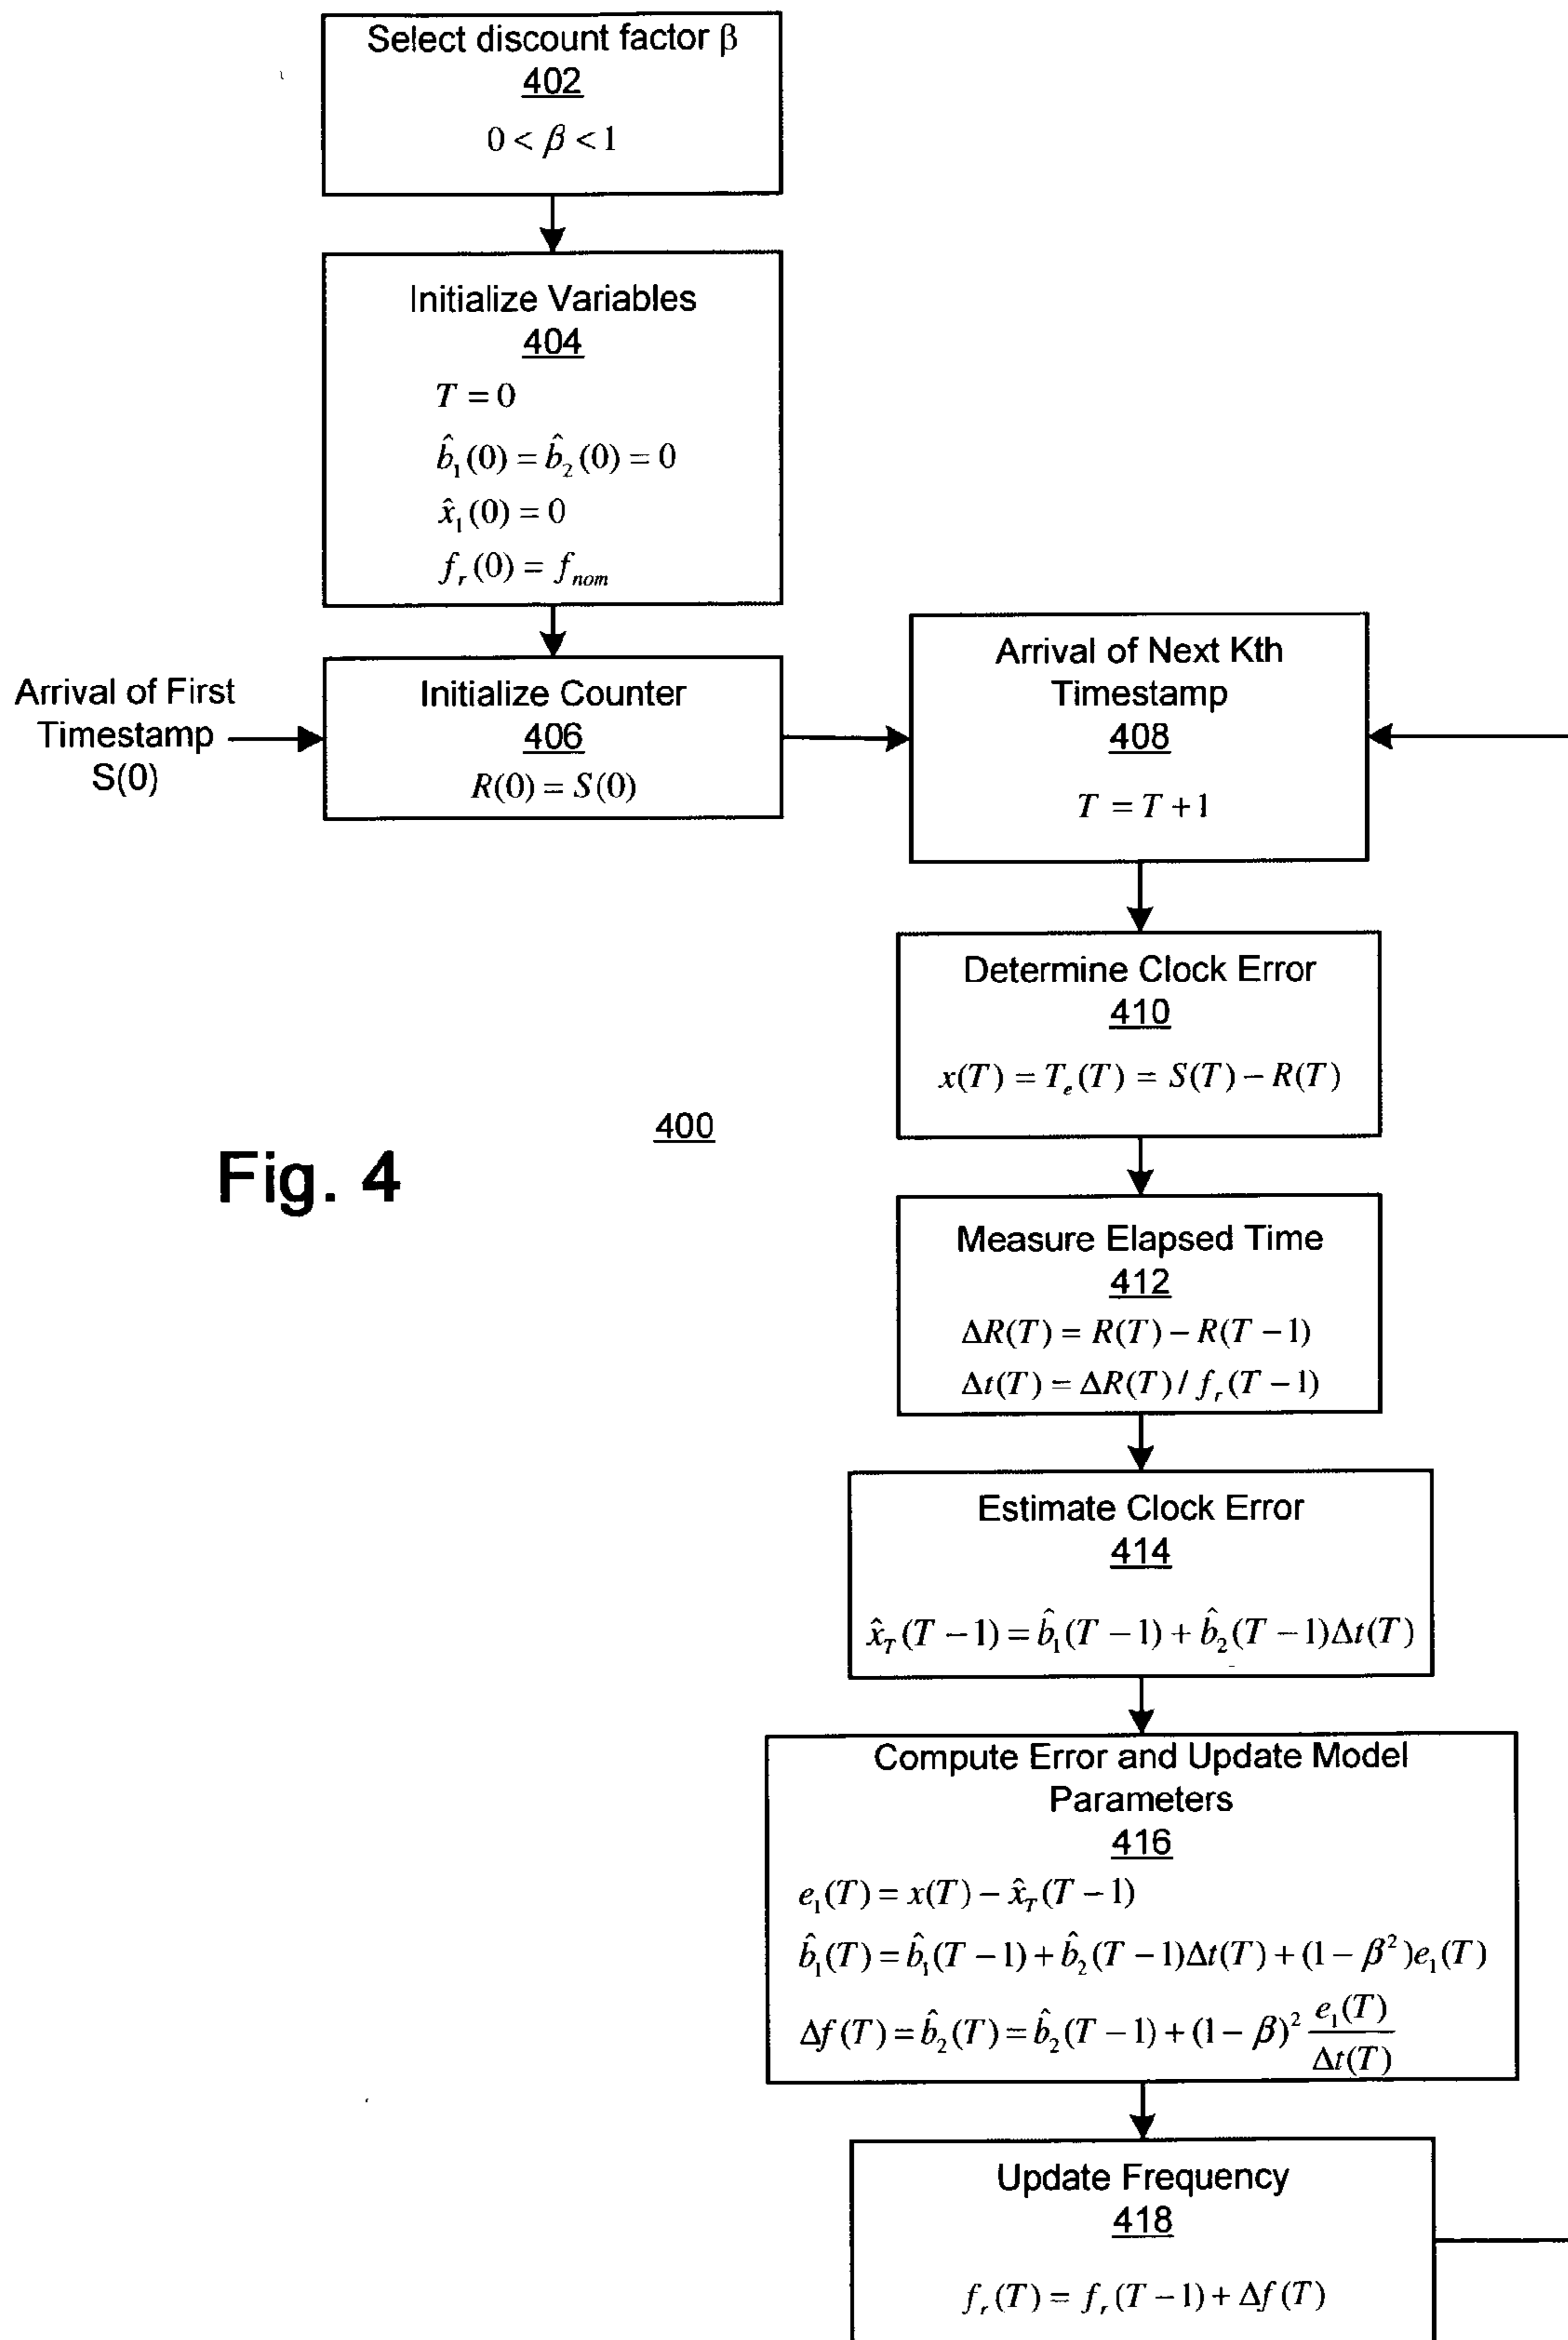 Select discount factor β
402
0 < β < 1
Initialize Variables
404
T = 0
b̂₁(0) = b̂₂(0) = 0
x̂₁(0) = 0
fᵣ(0) = f_nom
Arrival of First
Timestamp
S(0)
Initialize Counter
406
R(0) = S(0)
Arrival of Next Kth
Timestamp
408
T = T + 1
Determine Clock Error
410
x(T) = Tₑ(T) = S(T) − R(T)
400
Fig. 4
Measure Elapsed Time
412
ΔR(T) = R(T) − R(T − 1)
Δt(T) = ΔR(T) / fᵣ(T − 1)
Estimate Clock Error
414
x̂_T(T − 1) = b̂₁(T − 1) + b̂₂(T − 1)Δt(T)
Compute Error and Update Model
Parameters
416
e₁(T) = x(T) − x̂_T(T − 1)
b̂₁(T) = b̂₁(T − 1) + b̂₂(T − 1)Δt(T) + (1 − β²)e₁(T)
Δf(T) = b̂₂(T) = b̂₂(T − 1) + (1 − β)² e₁(T) / Δt(T)
Update Frequency
418
fᵣ(T) = fᵣ(T − 1) + Δf(T)